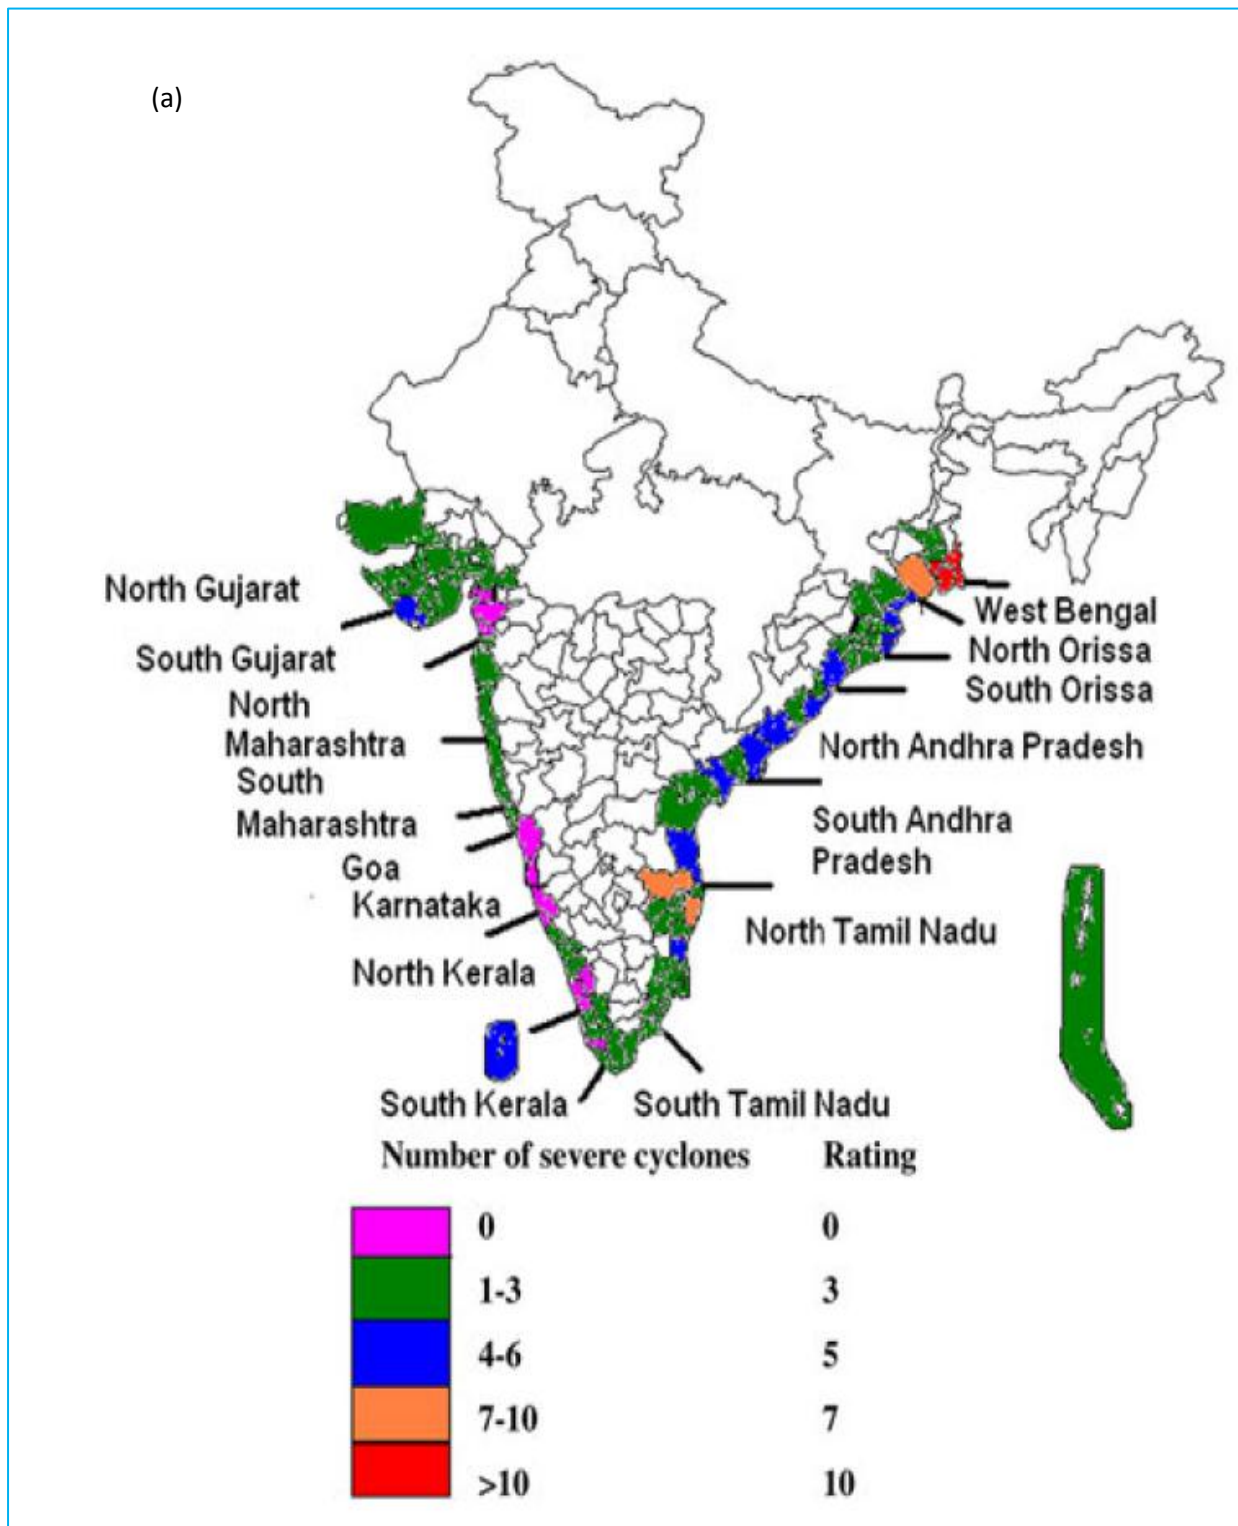 (a)
North Gujarat
South Gujarat
North
Maharashtra
South
Maharashtra
Goa
Karnataka
North Kerala
South Kerala
South Tamil Nadu
West Bengal
North Orissa
South Orissa
North Andhra Pradesh
South Andhra
Pradesh
North Tamil Nadu
Number of severe cyclones Rating
0 0
1-3 3
4-6 5
7-10 7
>10 10